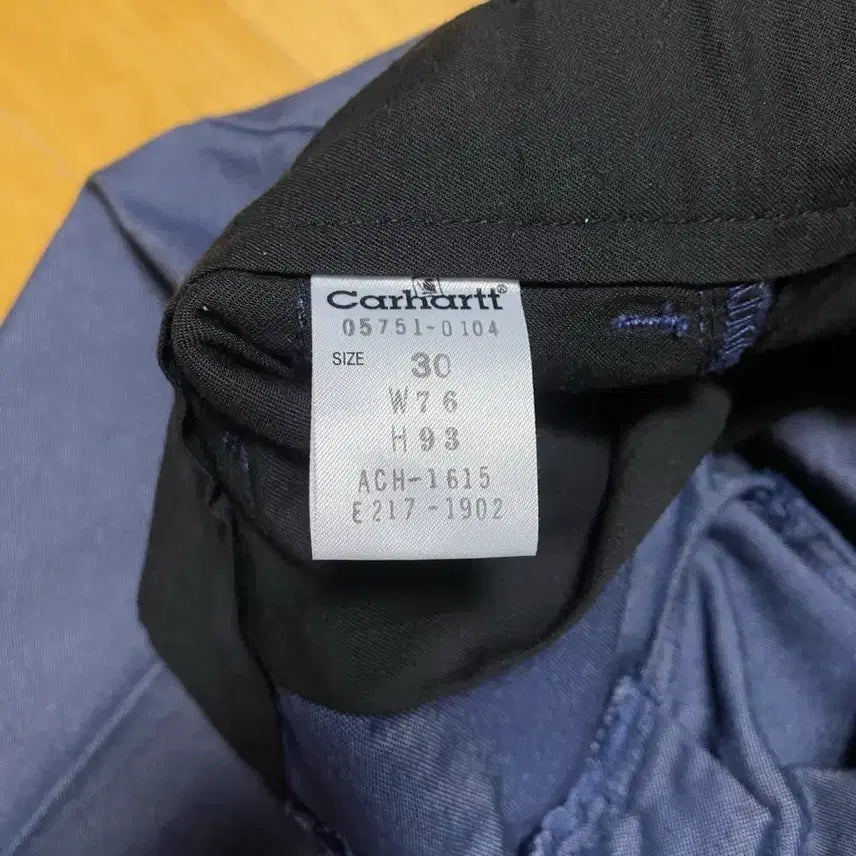 Carhartt®
05751-0104
SIZE 30
W76
H93
ACH-1615
E217-1902